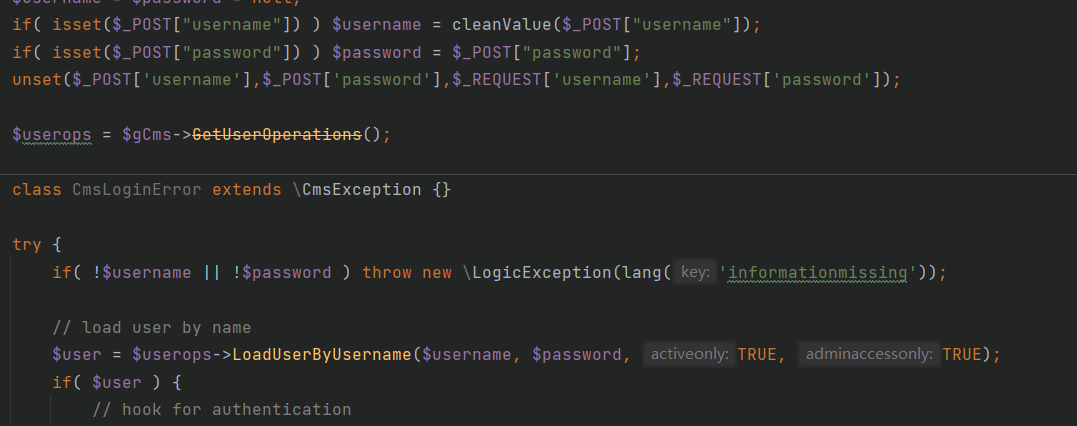 $username = $password = null;
if( isset($_POST["username"]) ) $username = cleanValue($_POST["username"]);
if( isset($_POST["password"]) ) $password = $_POST["password"];
unset($_POST['username'],$_POST['password'],$_REQUEST['username'],$_REQUEST['password']);
$userops = $gCms->GetUserOperations();
class CmsLoginError extends \CmsException {}
try {
if( !$username || !$password ) throw new \LogicException(lang( key: 'informationmissing'));
// load user by name
$user = $userops->LoadUserByUsername($username, $password, activeonly: TRUE, adminaccessonly: TRUE);
if( $user ) {
// hook for authentication